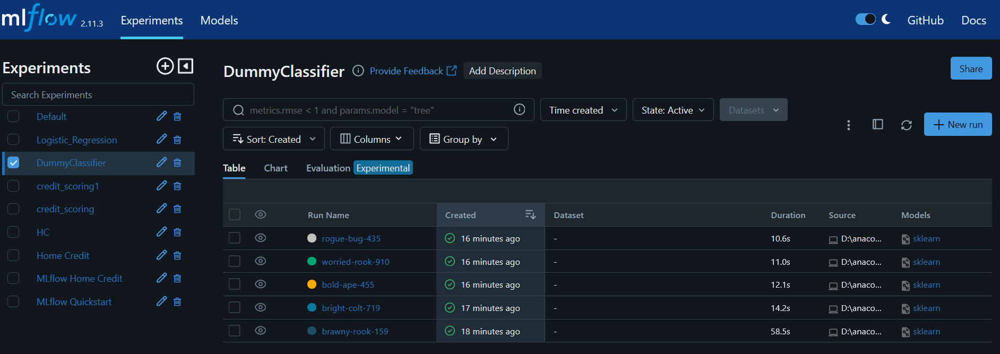 mlflow 2.11.3 Experiments Models GitHub Docs
Experiments
Search Experiments
Default
Logistic_Regression
DummyClassifier
credit_scoring1
credit_scoring
HC
Home Credit
MLflow Home Credit
MLflow Quickstart
DummyClassifier Provide Feedback Add Description Share
metrics.rmse < 1 and params.model = "tree" Time created State: Active Datasets
New run
Sort: Created Columns Group by
Table Chart Evaluation Experimental
Run Name Created Dataset Duration Source Models
rogue-bug-435 16 minutes ago - 10.6s D:\anaco... sklearn
worried-rook-910 16 minutes ago - 11.0s D:\anaco... sklearn
bold-ape-455 16 minutes ago - 12.1s D:\anaco... sklearn
bright-colt-719 17 minutes ago - 14.2s D:\anaco... sklearn
brawny-rook-159 18 minutes ago - 58.5s D:\anaco... sklearn